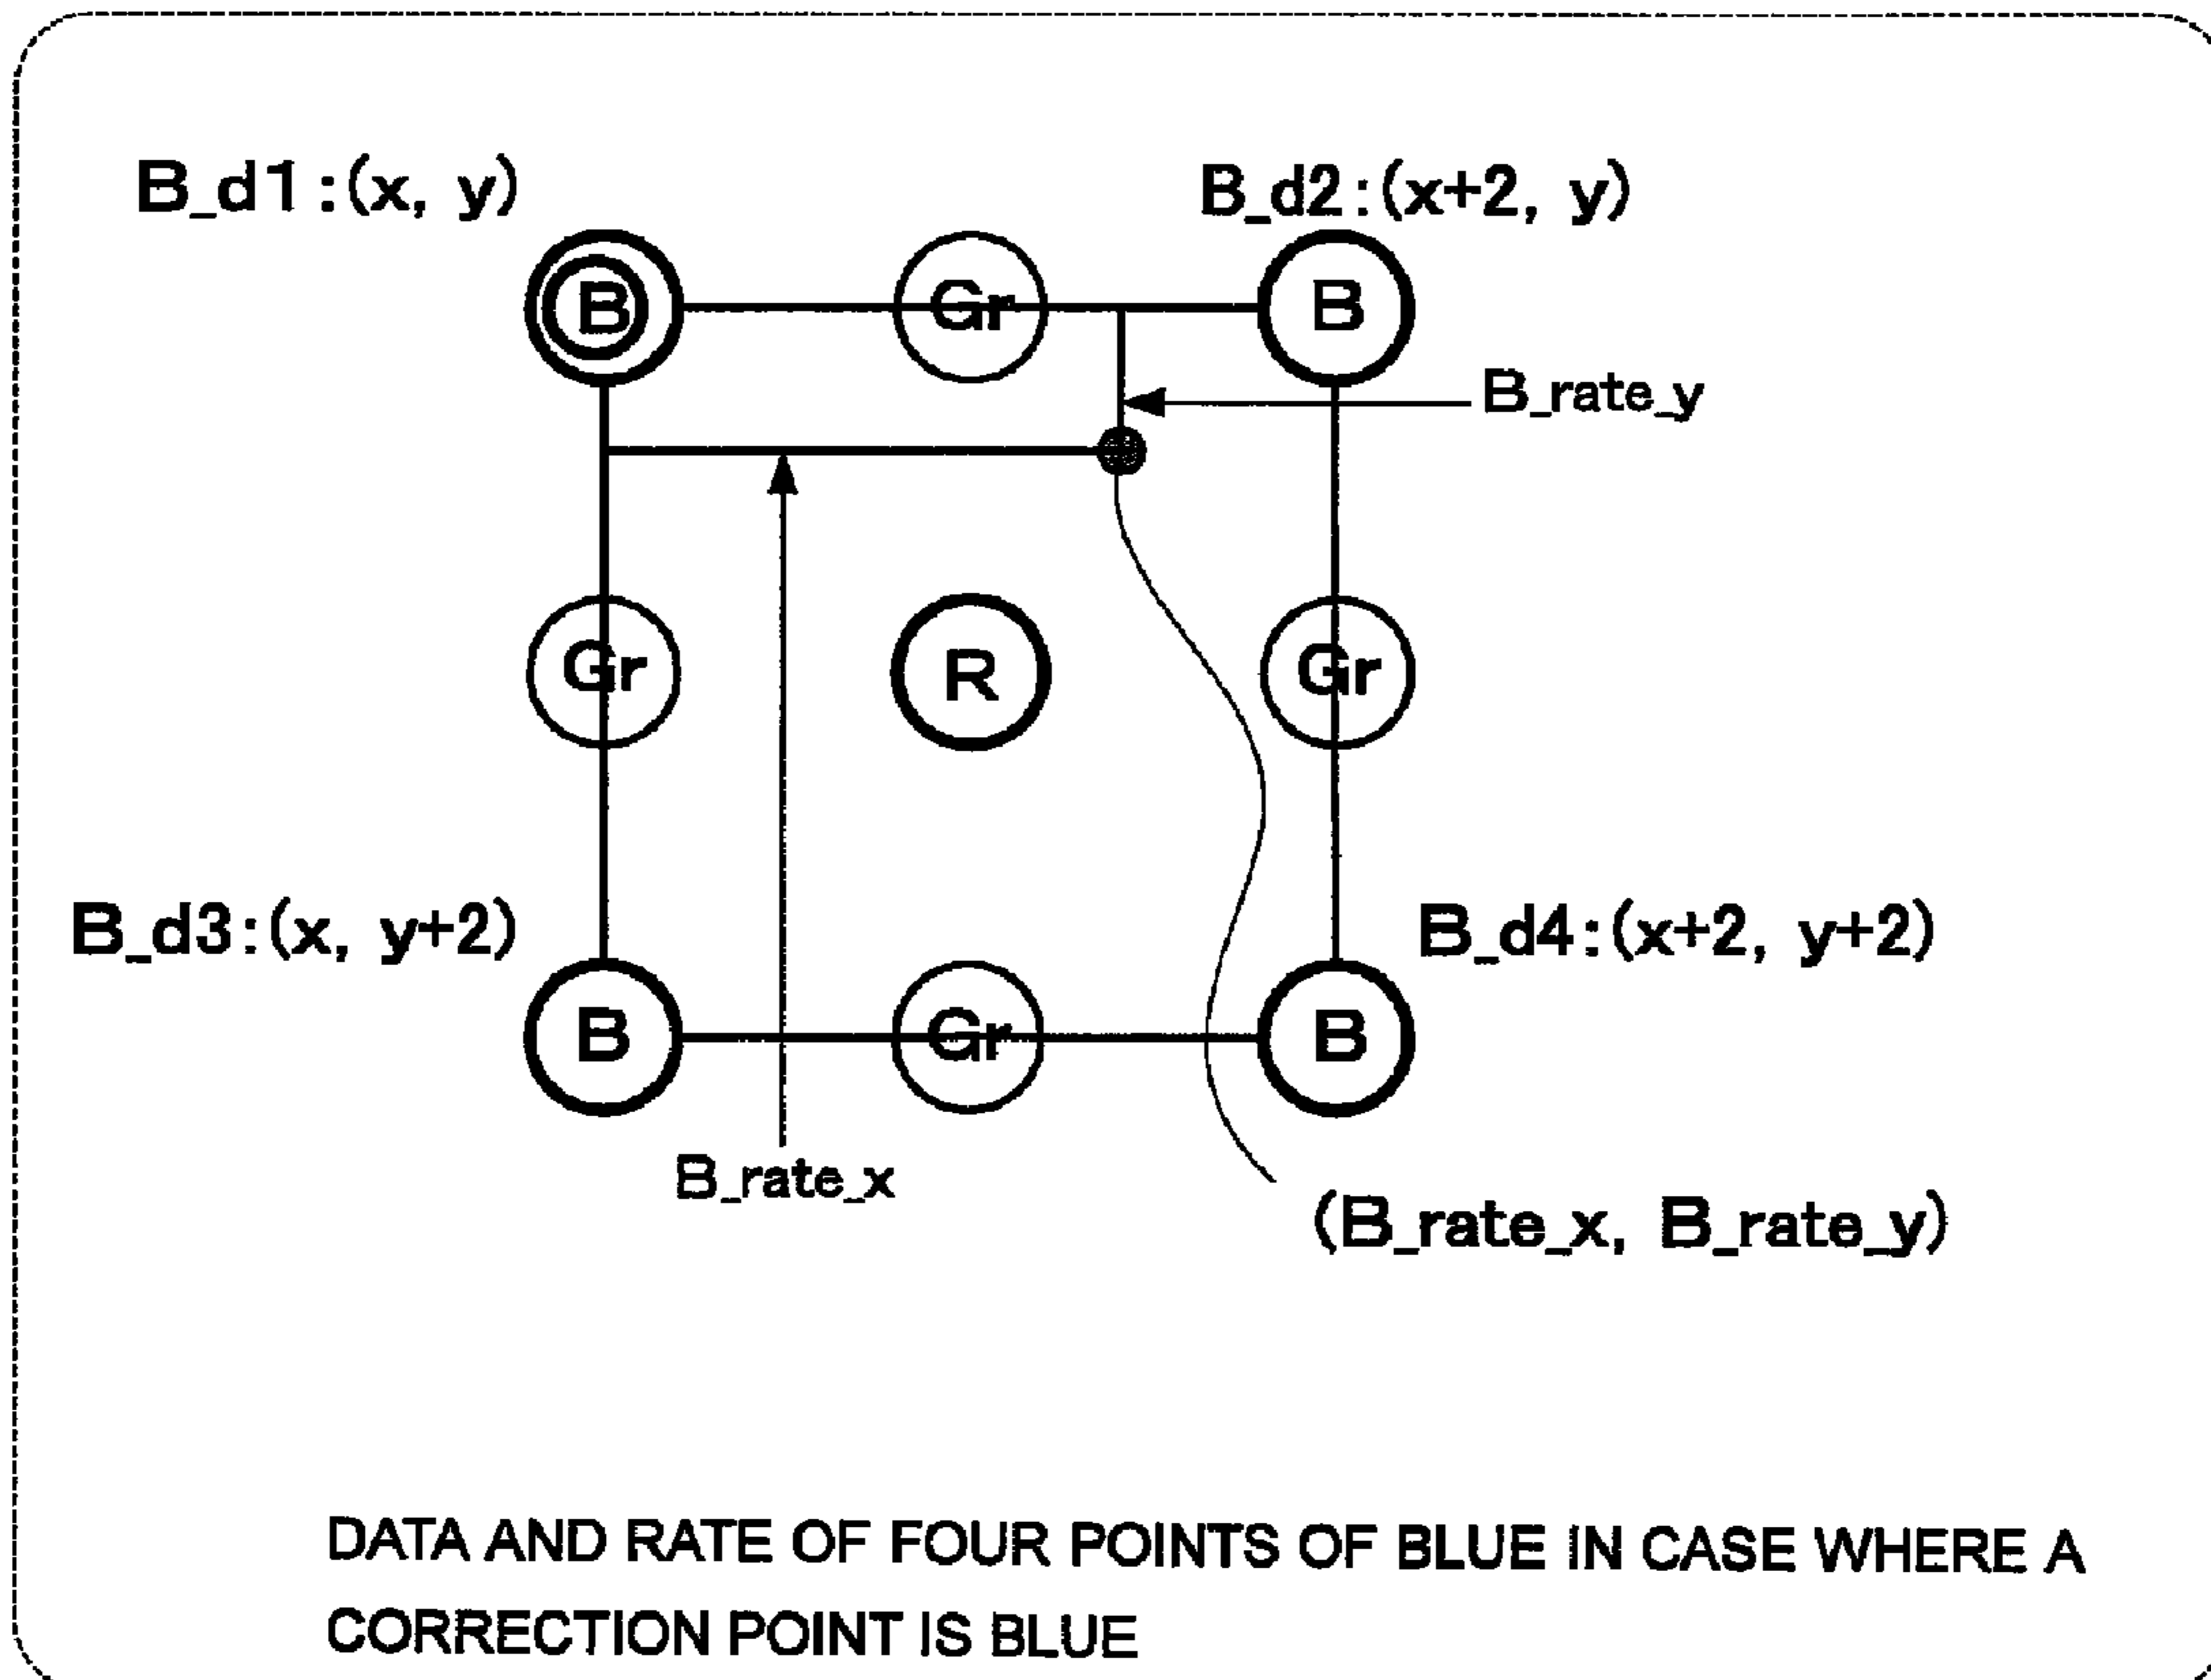 B_d1:(x, y)
B_d2:(x+2, y)
B
Gr
B
B_rate_y
Gr
R
Gr
B_d3:(x, y+2)
B_d4:(x+2, y+2)
B
Gr
B
B_rate_x
(B_rate_x, B_rate_y)
DATA AND RATE OF FOUR POINTS OF BLUE IN CASE WHERE A
CORRECTION POINT IS BLUE